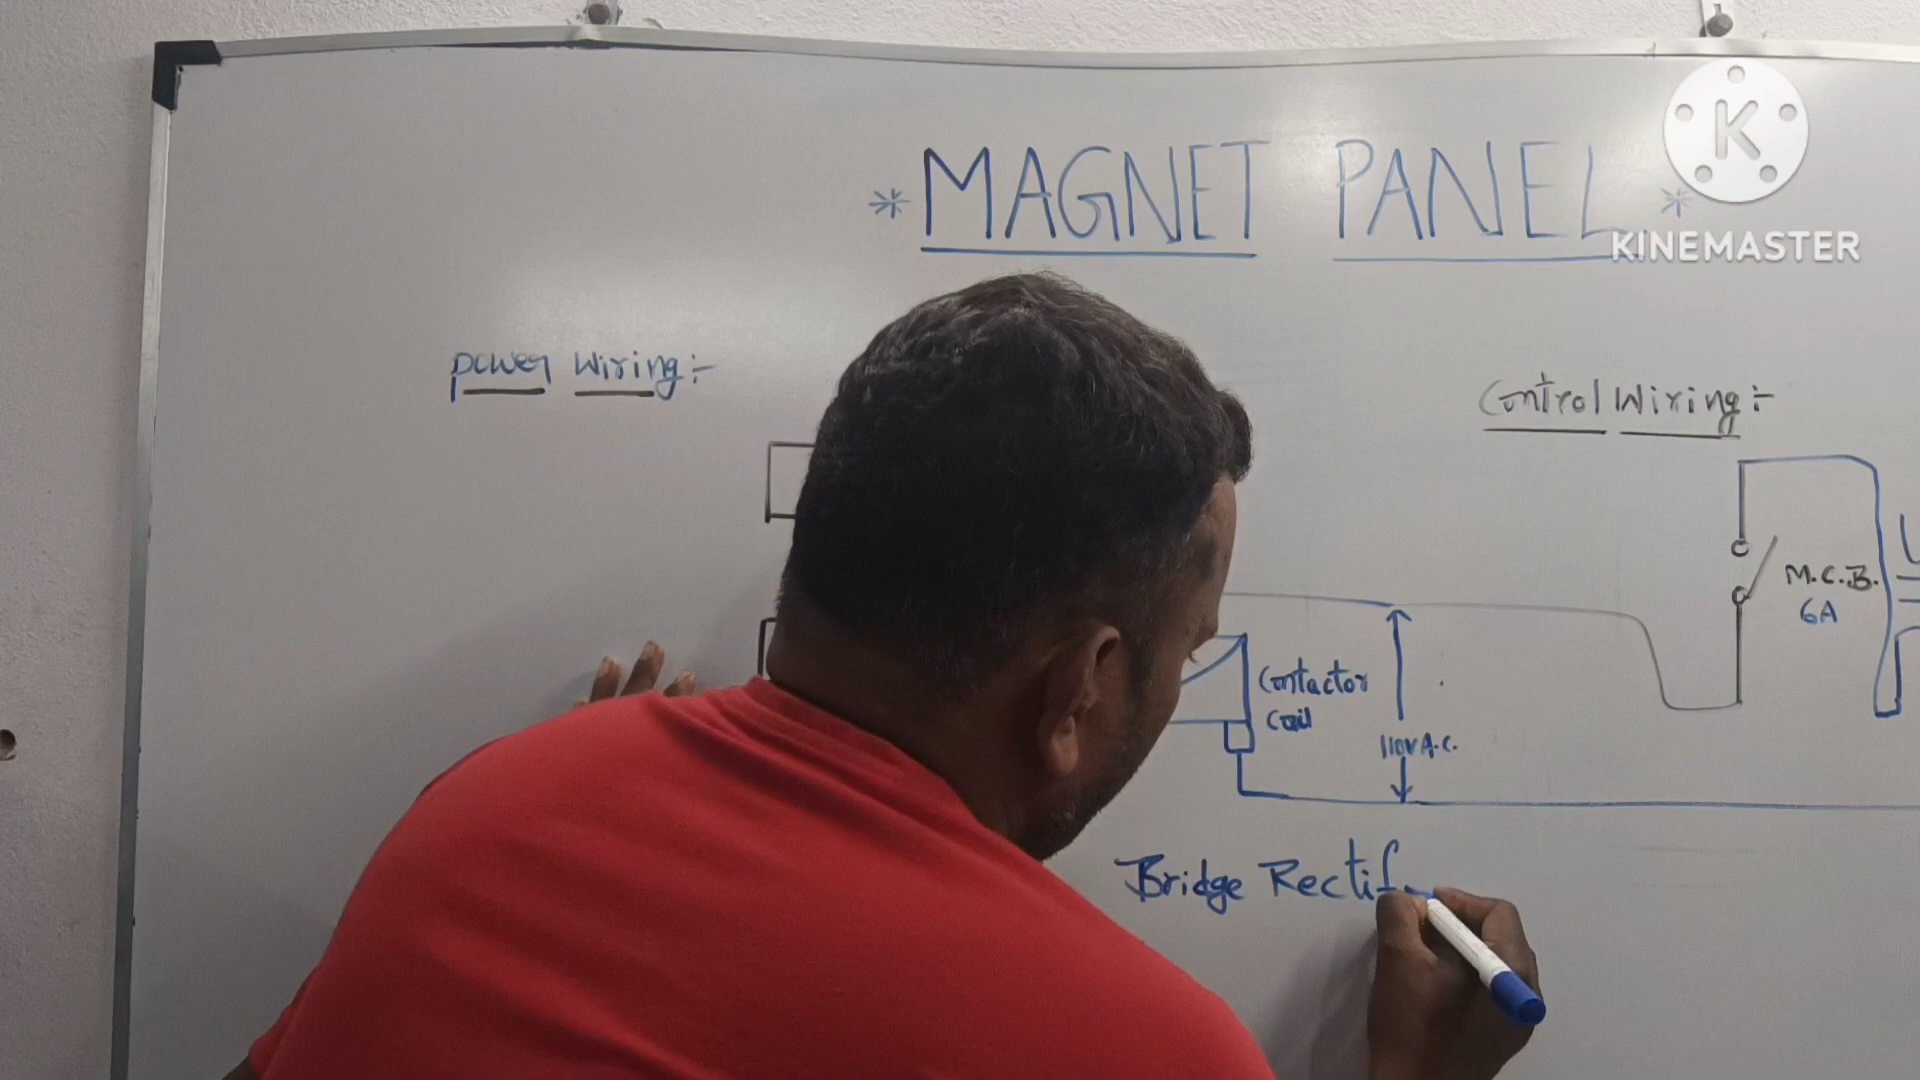 * MAGNET PANEL *
K
KINEMASTER
Power Wiring :-
Control Wiring :-
M.C.B.
6A
Contactor
Coil
110V A.C.
Bridge Rectif